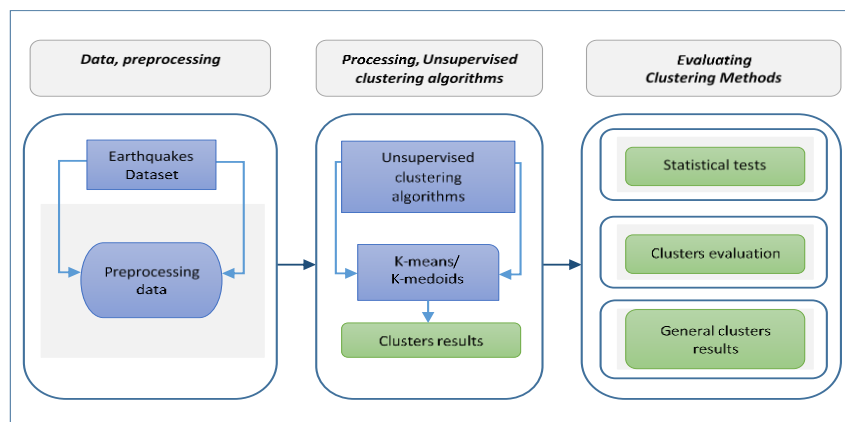 Data, preprocessing
Processing, Unsupervised
clustering algorithms
Evaluating
Clustering Methods
Earthquakes
Dataset
Preprocessing
data
Unsupervised
clustering
algorithms
K-means/
K-medoids
Clusters results
Statistical tests
Clusters evaluation
General clusters
results